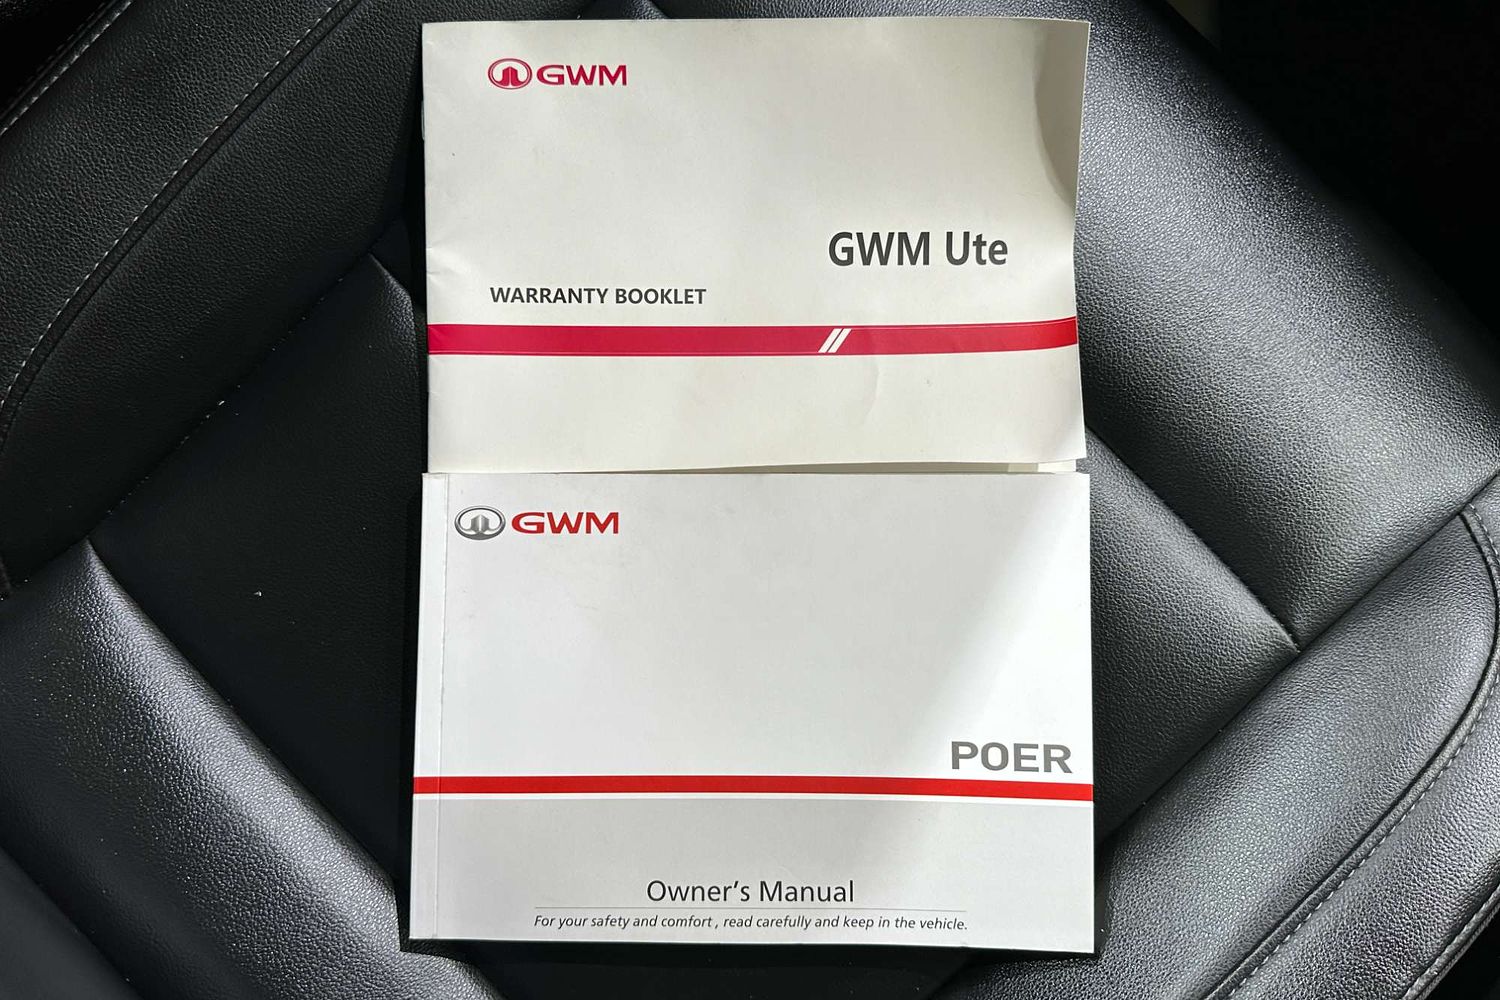 GWM
GWM Ute
WARRANTY BOOKLET
GWM
POER
Owner's Manual
For your safety and comfort , read carefully and keep in the vehicle.